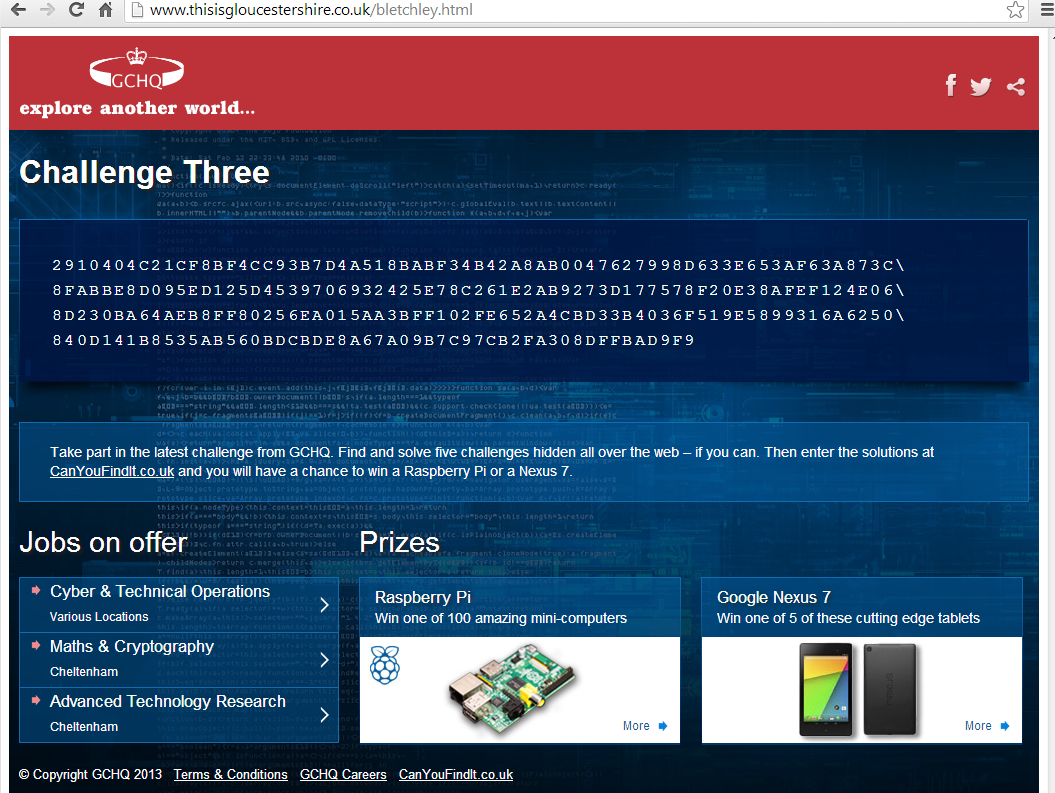 www.thisisgloucestershire.co.uk/bletchley.html
GCHQ
explore another world...
Challenge Three
2910404C21CF8BF4CC93B7D4A518BABF34B42A8AB0047627998D633E653AF63A873C\
8FABBE8D095ED125D4539706932425E78C261E2AB9273D177578F20E38AFEF124E06\
8D230BA64AEB8FF80256EA015AA3BFF102FE652A4CBD33B4036F519E5899316A6250\
840D141B8535AB560BDCBDE8A67A09B7C97CB2FA308DFFBAD9F9
Take part in the latest challenge from GCHQ. Find and solve five challenges hidden all over the web – if you can. Then enter the solutions at
CanYouFindIt.co.uk and you will have a chance to win a Raspberry Pi or a Nexus 7.
Jobs on offer
Cyber & Technical Operations
Various Locations
Maths & Cryptography
Cheltenham
Advanced Technology Research
Cheltenham
Prizes
Raspberry Pi
Win one of 100 amazing mini-computers
More
Google Nexus 7
Win one of 5 of these cutting edge tablets
More
© Copyright GCHQ 2013 Terms & Conditions GCHQ Careers CanYouFindIt.co.uk